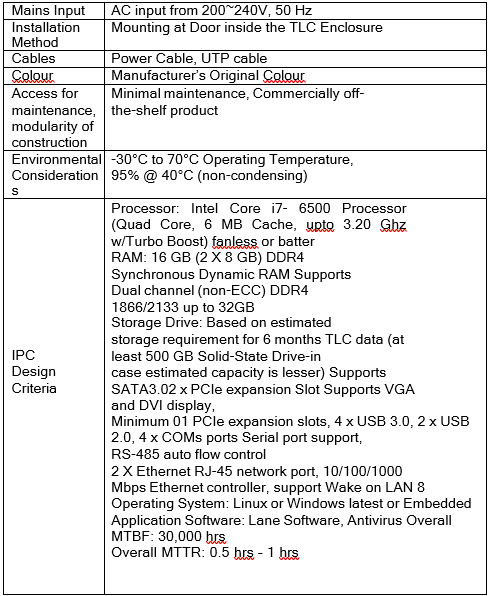 Mains Input
AC input from 200~240V, 50 Hz
Installation
Method
Mounting at Door inside the TLC Enclosure
Cables
Power Cable, UTP cable
Colour
Manufacturer's Original Colour
Access for
maintenance,
modularity of
construction
Minimal maintenance, Commercially off-
the-shelf product
Environmental
Consideration
s
-30°C to 70°C Operating Temperature,
95% @ 40°C (non-condensing)
IPC
Design
Criteria
Processor: Intel Core i7- 6500 Processor
(Quad Core, 6 MB Cache, upto 3.20 Ghz
w/Turbo Boost) fanless or batter
RAM: 16 GB (2 X 8 GB) DDR4
Synchronous Dynamic RAM Supports
Dual channel (non-ECC) DDR4
1866/2133 up to 32GB
Storage Drive: Based on estimated
storage requirement for 6 months TLC data (at
least 500 GB Solid-State Drive-in
case estimated capacity is lesser) Supports
SATA3.02 x PCIe expansion Slot Supports VGA
and DVI display,
Minimum 01 PCIe expansion slots, 4 x USB 3.0, 2 x USB
2.0, 4 x COMs ports Serial port support,
RS-485 auto flow control
2 X Ethernet RJ-45 network port, 10/100/1000
Mbps Ethernet controller, support Wake on LAN 8
Operating System: Linux or Windows latest or Embedded
Application Software: Lane Software, Antivirus Overall
MTBF: 30,000 hrs
Overall MTTR: 0.5 hrs - 1 hrs